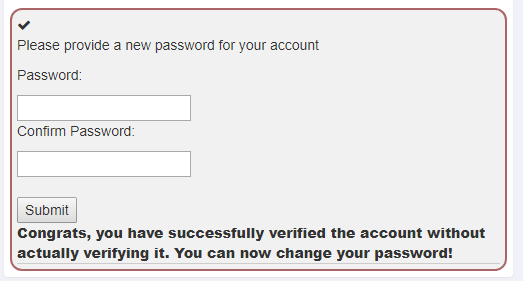 Please provide a new password for your account
Password:
Confirm Password:
Submit
Congrats, you have successfully verified the account without
actually verifying it. You can now change your password!